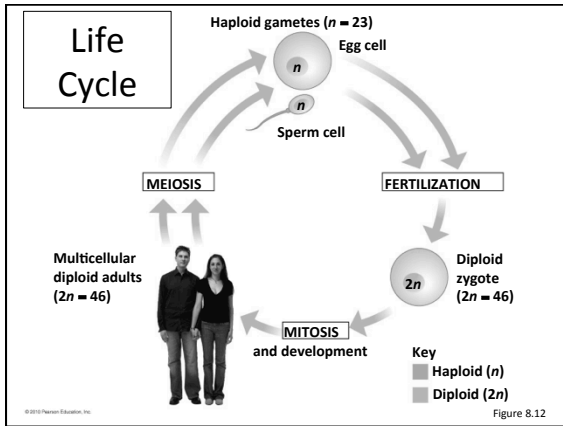 Life
Cycle
Haploid gametes (n = 23)
Egg cell
n
n
Sperm cell
MEIOSIS
FERTILIZATION
Multicellular
diploid adults
(2n = 46)
2n
Diploid
zygote
(2n = 46)
MITOSIS
and development
Key
Haploid (n)
Diploid (2n)
© 2010 Pearson Education, Inc.
Figure 8.12